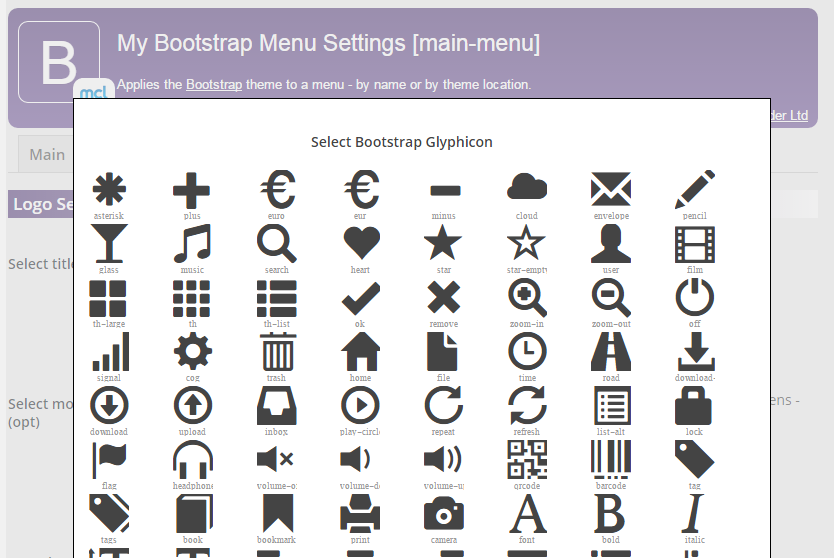 B
My Bootstrap Menu Settings [main-menu]
mcl
Applies the Bootstrap theme to a menu - by name or by theme location.
der Ltd
Main
Select Bootstrap Glyphicon
Logo Se
asterisk plus euro eur minus cloud envelope pencil
Select title
glass music search heart star star-empty user film
th-large th th-list ok remove zoom-in zoom-out off
signal cog trash home file time road download-
Select mo
(opt)
ens -
download upload inbox play-circle repeat refresh list-alt lock
flag headphone volume-o volume-d volume-u qrcode barcode tag
tags book bookmark print camera font bold italic